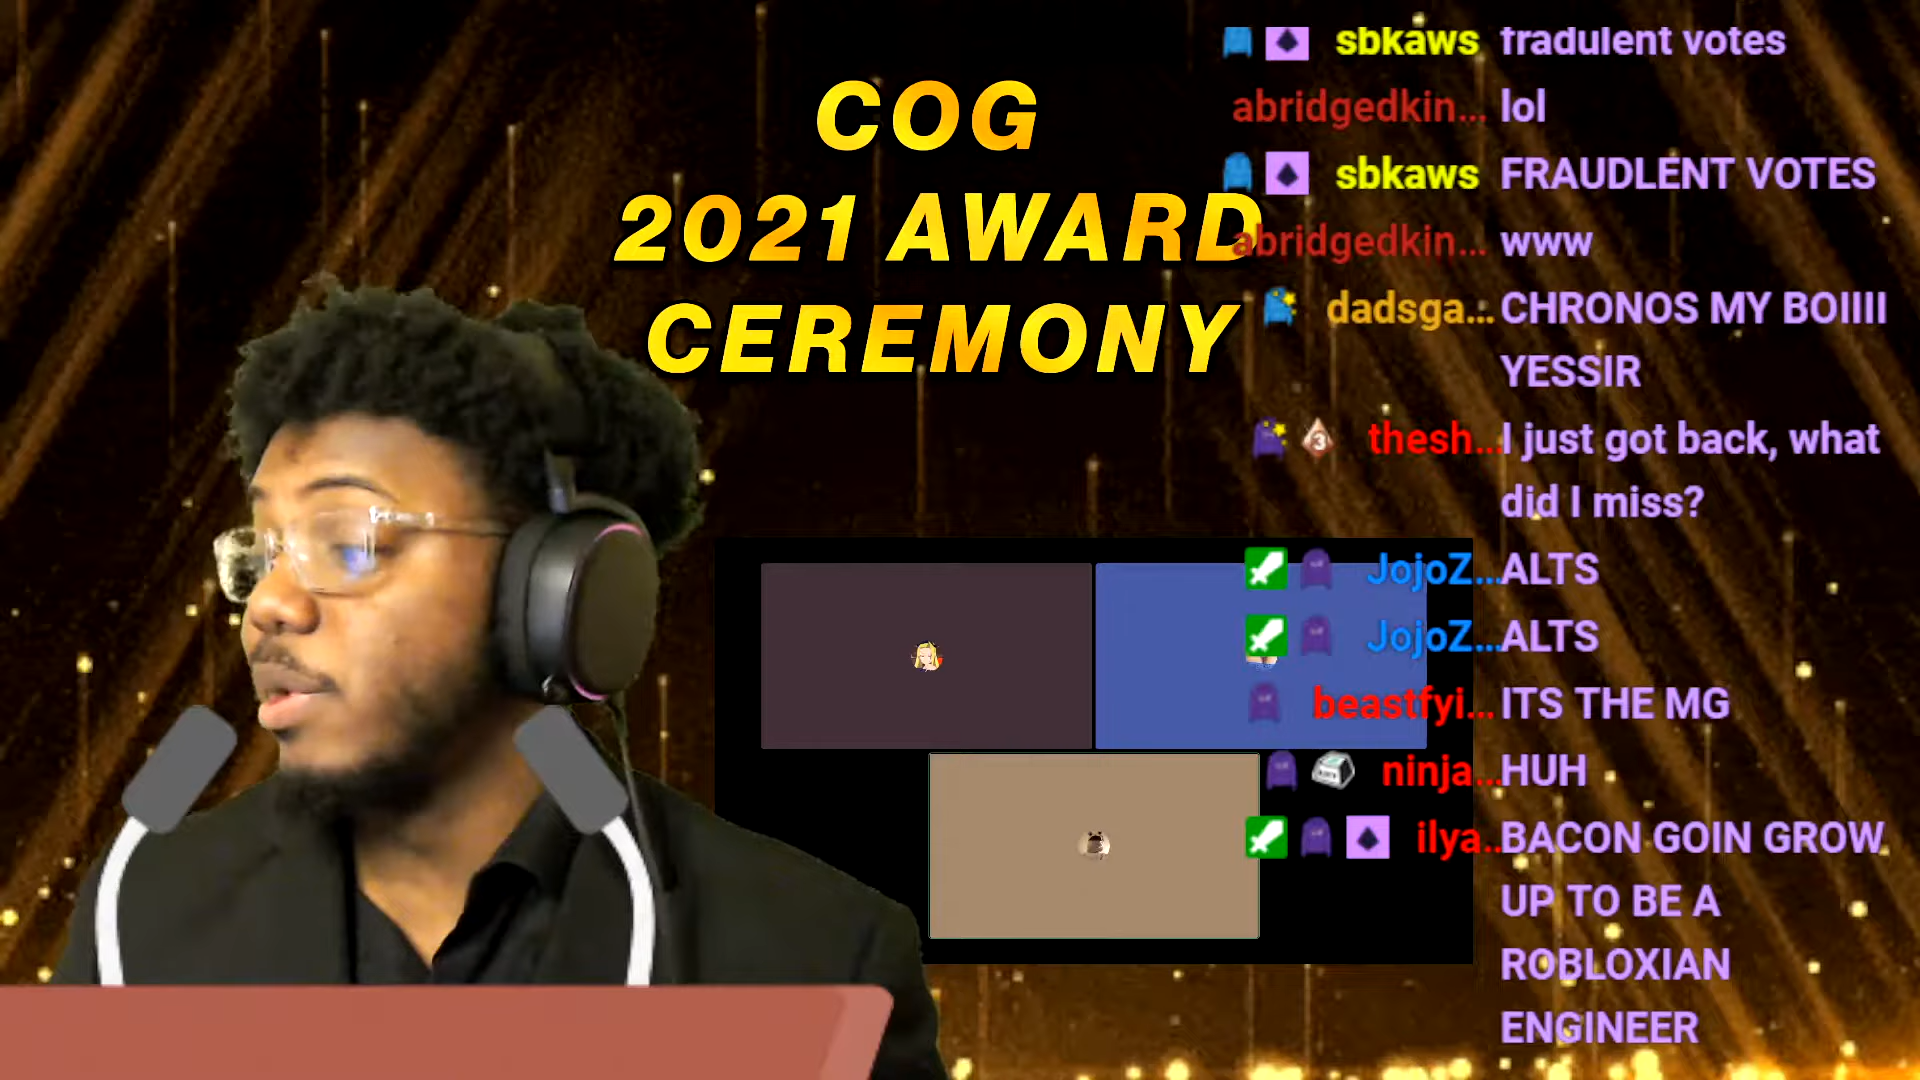 COG
2021 AWARD
CEREMONY
sbkaws fradulent votes
abridgedkin... lol
sbkaws FRAUDLENT VOTES
abridgedkin... www
dadsga... CHRONOS MY BOIIII
YESSIR
thesh... I just got back, what
did I miss?
JojoZ... ALTS
JojoZ... ALTS
beastfyi... ITS THE MG
ninja... HUH
ilya... BACON GOIN GROW
UP TO BE A
ROBLOXIAN
ENGINEER
3